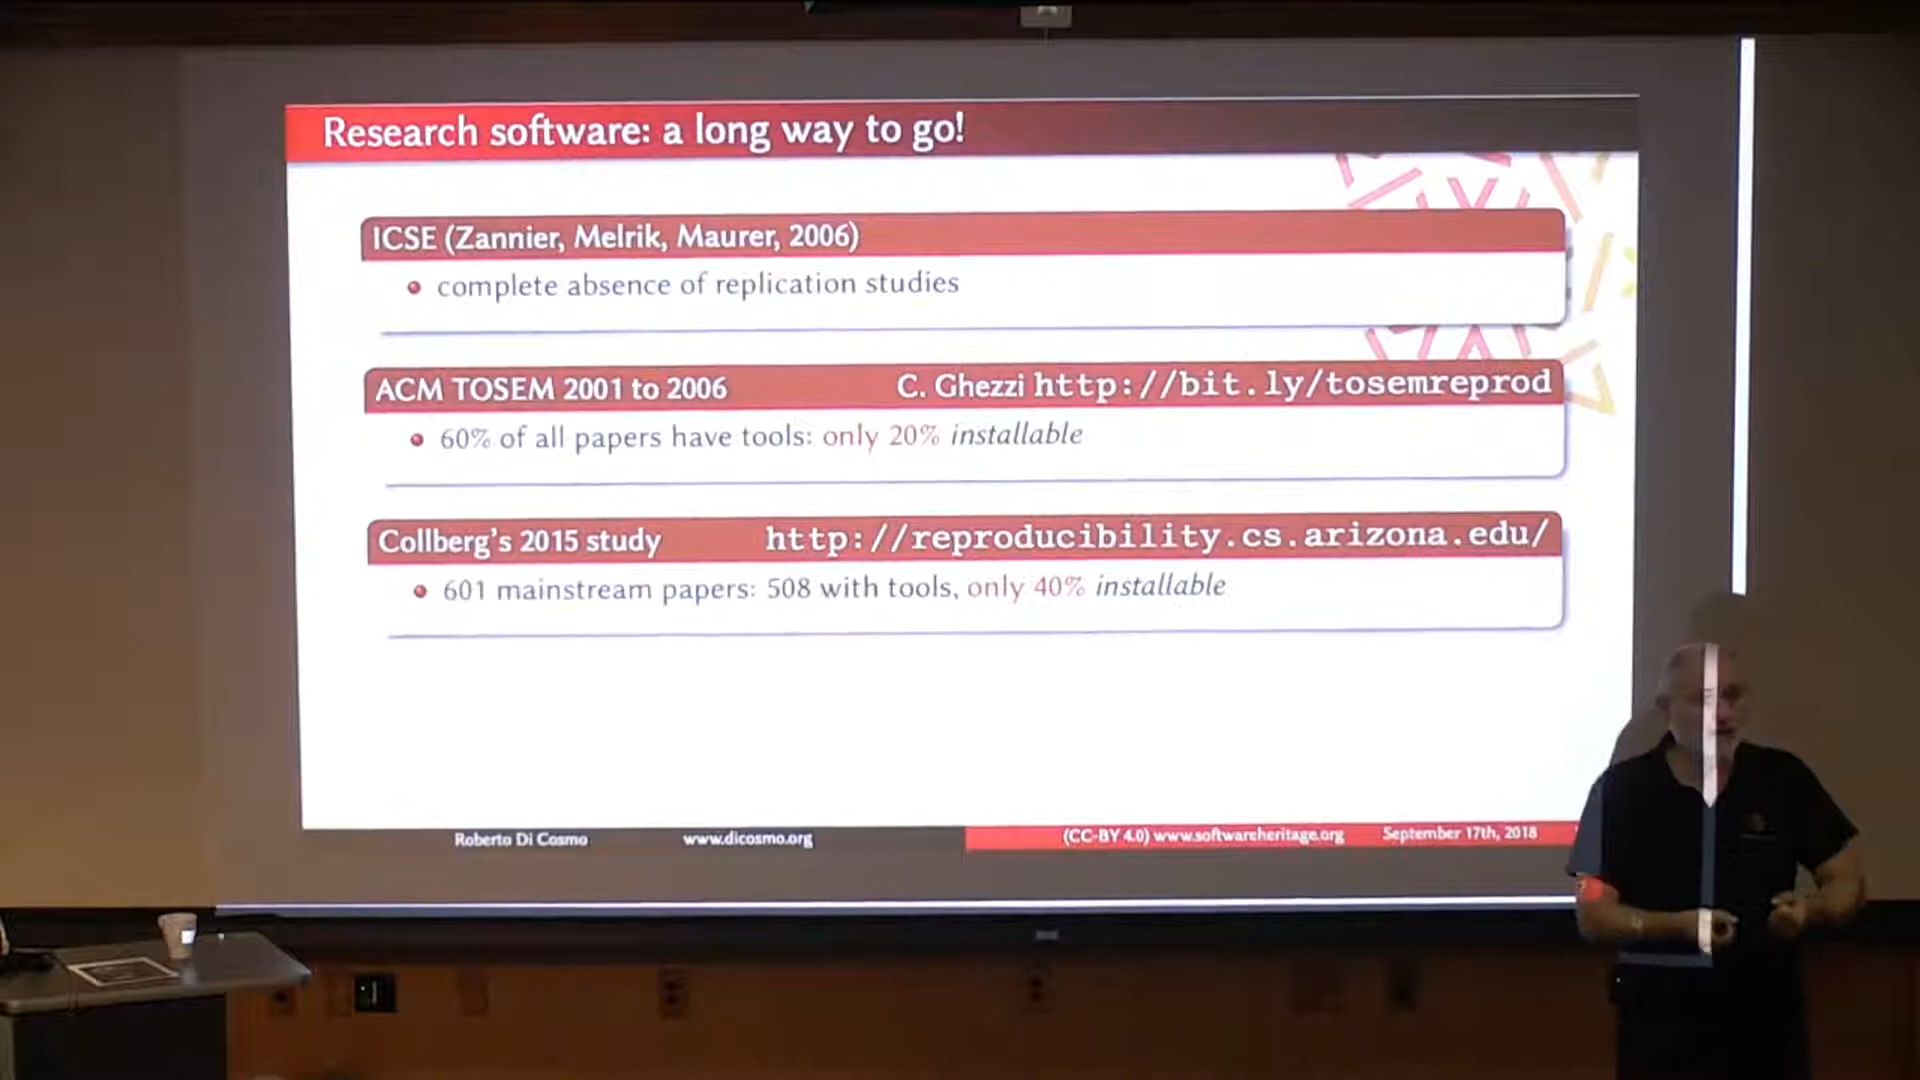 Research software: a long way to go!
ICSE (Zannier, Melrik, Maurer, 2006)
complete absence of replication studies
ACM TOSEM 2001 to 2006 C. Ghezzi http://bit.ly/tosemreprod
60% of all papers have tools: only 20% installable
Collberg's 2015 study http://reproducibility.cs.arizona.edu/
601 mainstream papers: 508 with tools, only 40% installable
Roberto Di Cosmo www.dicosmo.org (CC-BY 4.0) www.softwareheritage.org September 17th, 2018